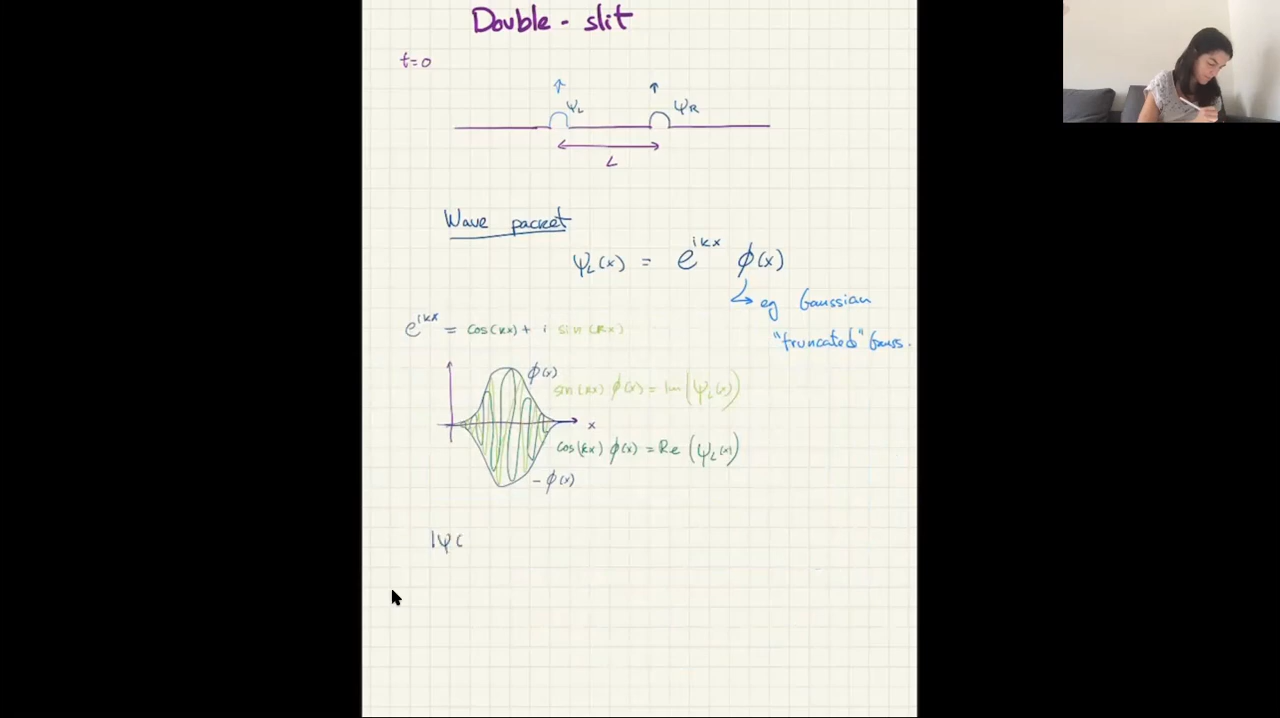 Double - slit
t=0
ψL ψR
L
Wave packet
ψL(x) = e^ikx ϕ(x)
eg Gaussian
"truncated" Gauss.
e^ikx = cos(kx) + i sin(kx)
ϕ(x)
sin(kx) ϕ(x) = Im(ψL(x))
x
cos(kx) ϕ(x) = Re(ψL(x))
-ϕ(x)
|ψ(